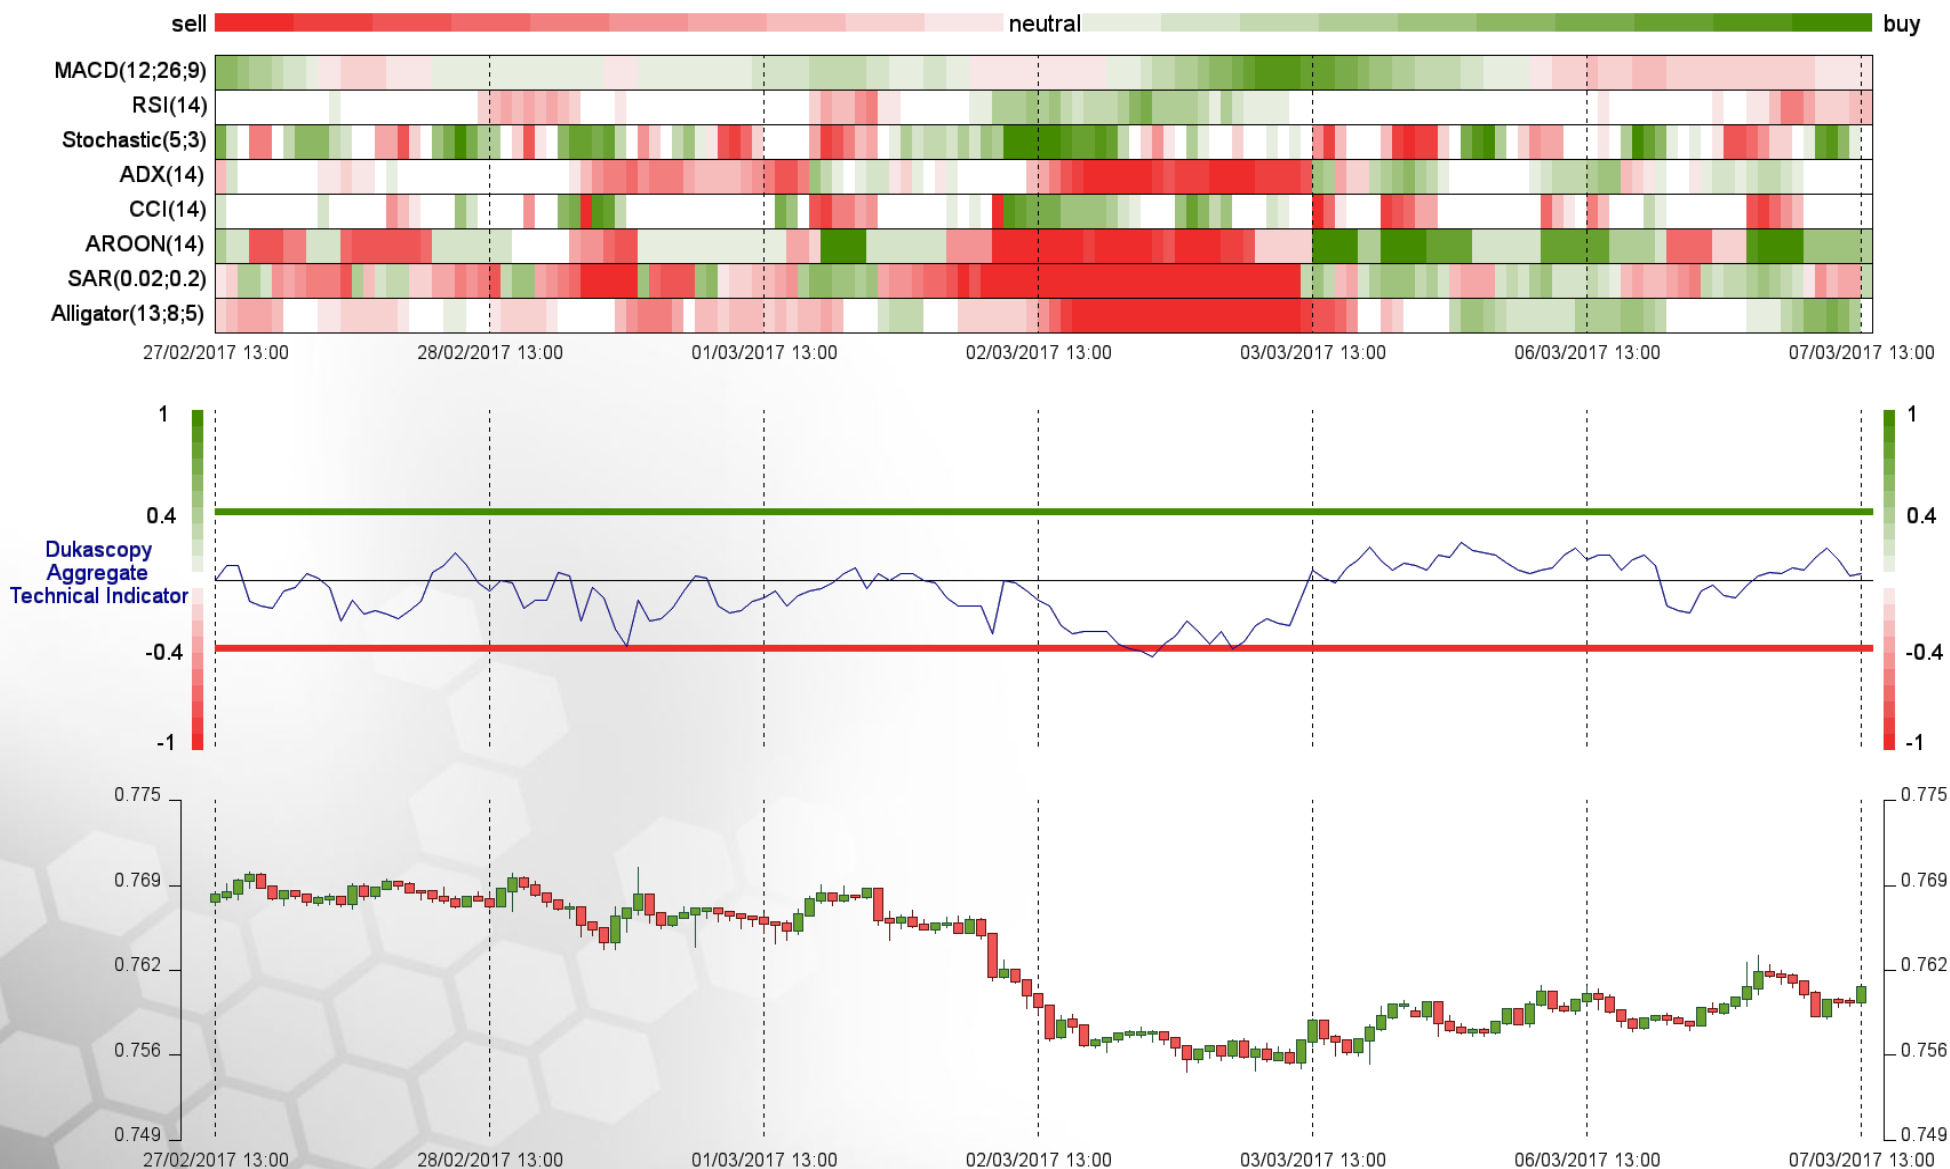 sell neutral buy
MACD(12;26;9)
RSI(14)
Stochastic(5;3)
ADX(14)
CCI(14)
AROON(14)
SAR(0.02;0.2)
Alligator(13;8;5)
27/02/2017 13:00 28/02/2017 13:00 01/03/2017 13:00 02/03/2017 13:00 03/03/2017 13:00 06/03/2017 13:00 07/03/2017 13:00
1 1
0.4 0.4
Dukascopy
Aggregate
Technical Indicator
-0.4 -0.4
-1 -1
0.775 0.775
0.769 0.769
0.762 0.762
0.756 0.756
0.749 0.749
27/02/2017 13:00 28/02/2017 13:00 01/03/2017 13:00 02/03/2017 13:00 03/03/2017 13:00 06/03/2017 13:00 07/03/2017 13:00